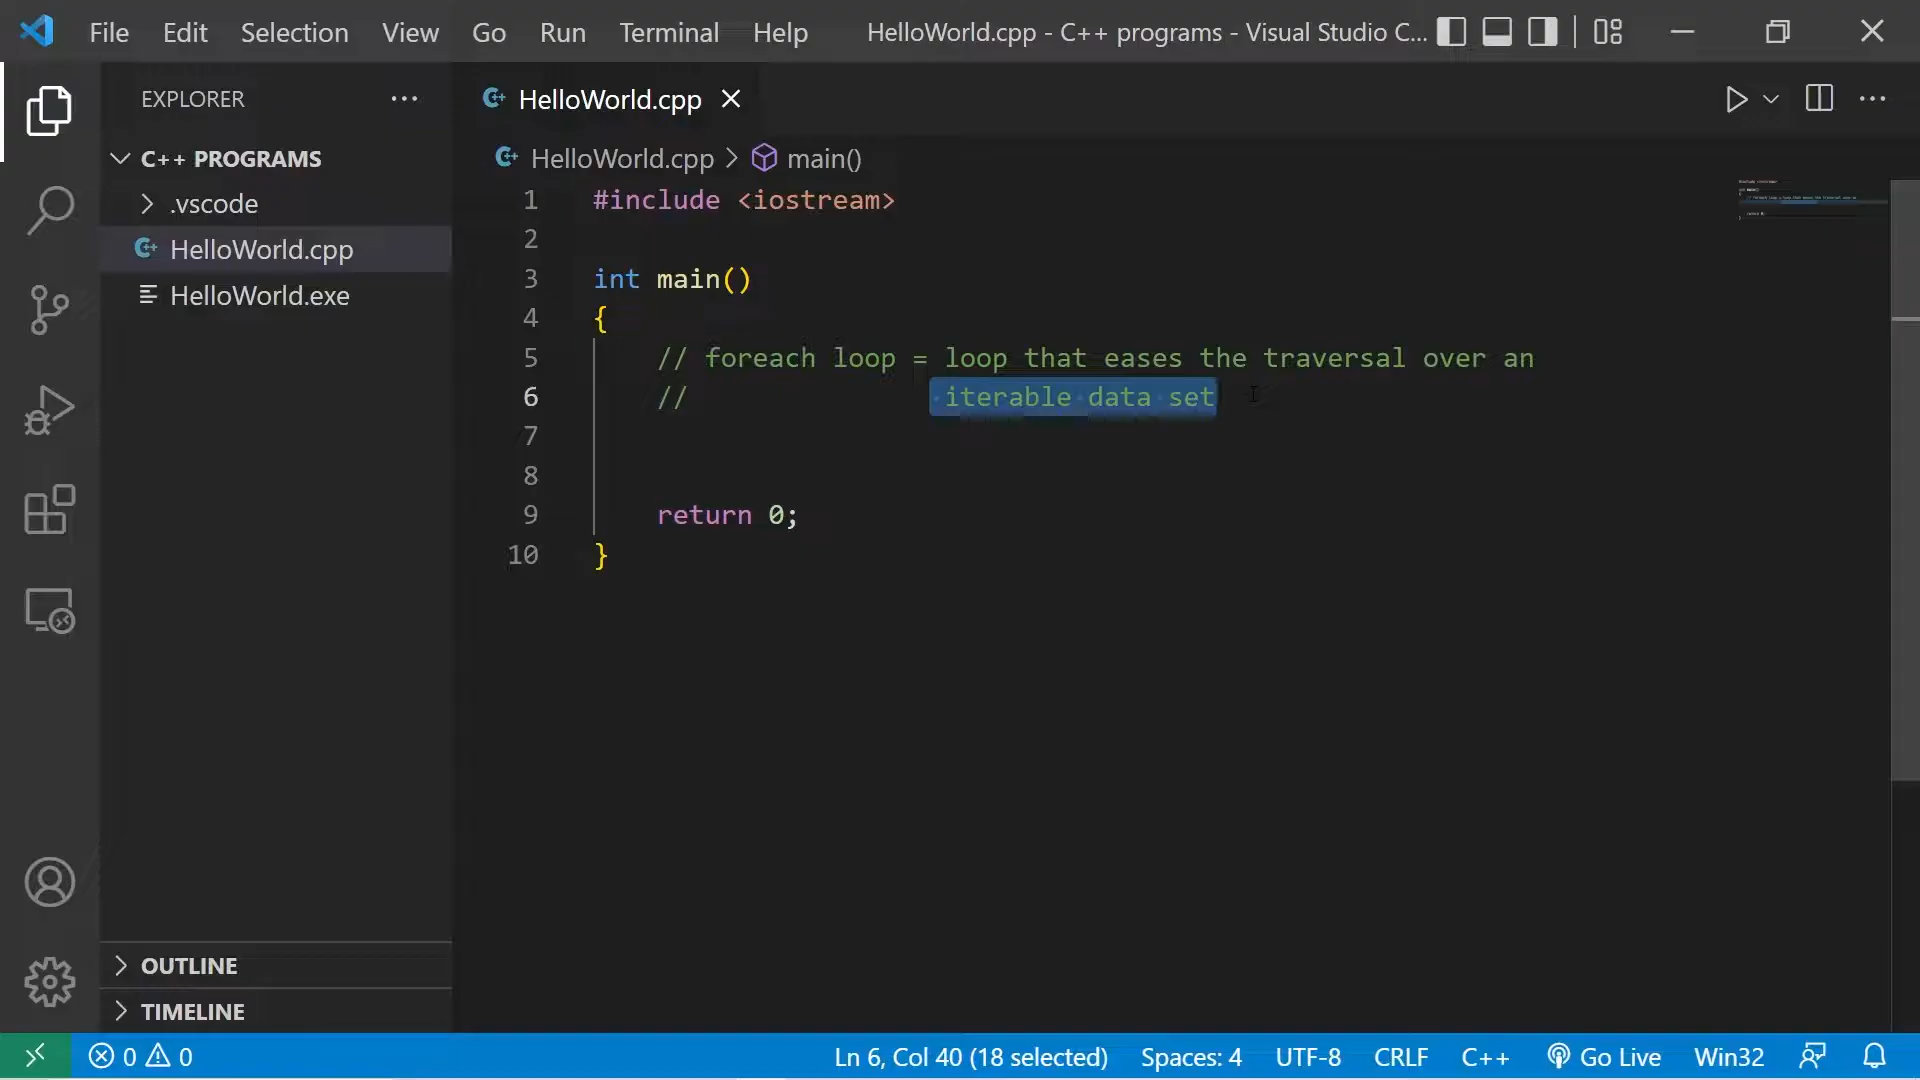 File Edit Selection View Go Run Terminal Help HelloWorld.cpp - C++ programs - Visual Studio C...
EXPLORER
C++ PROGRAMS
.vscode
HelloWorld.cpp
HelloWorld.exe
OUTLINE
TIMELINE
HelloWorld.cpp
HelloWorld.cpp > main()
1 #include <iostream>
2
3 int main()
4 {
5 // foreach loop = loop that eases the traversal over an
6 // iterable data set
7
8
9 return 0;
10 }
0 0 Ln 6, Col 40 (18 selected) Spaces: 4 UTF-8 CRLF C++ Go Live Win32